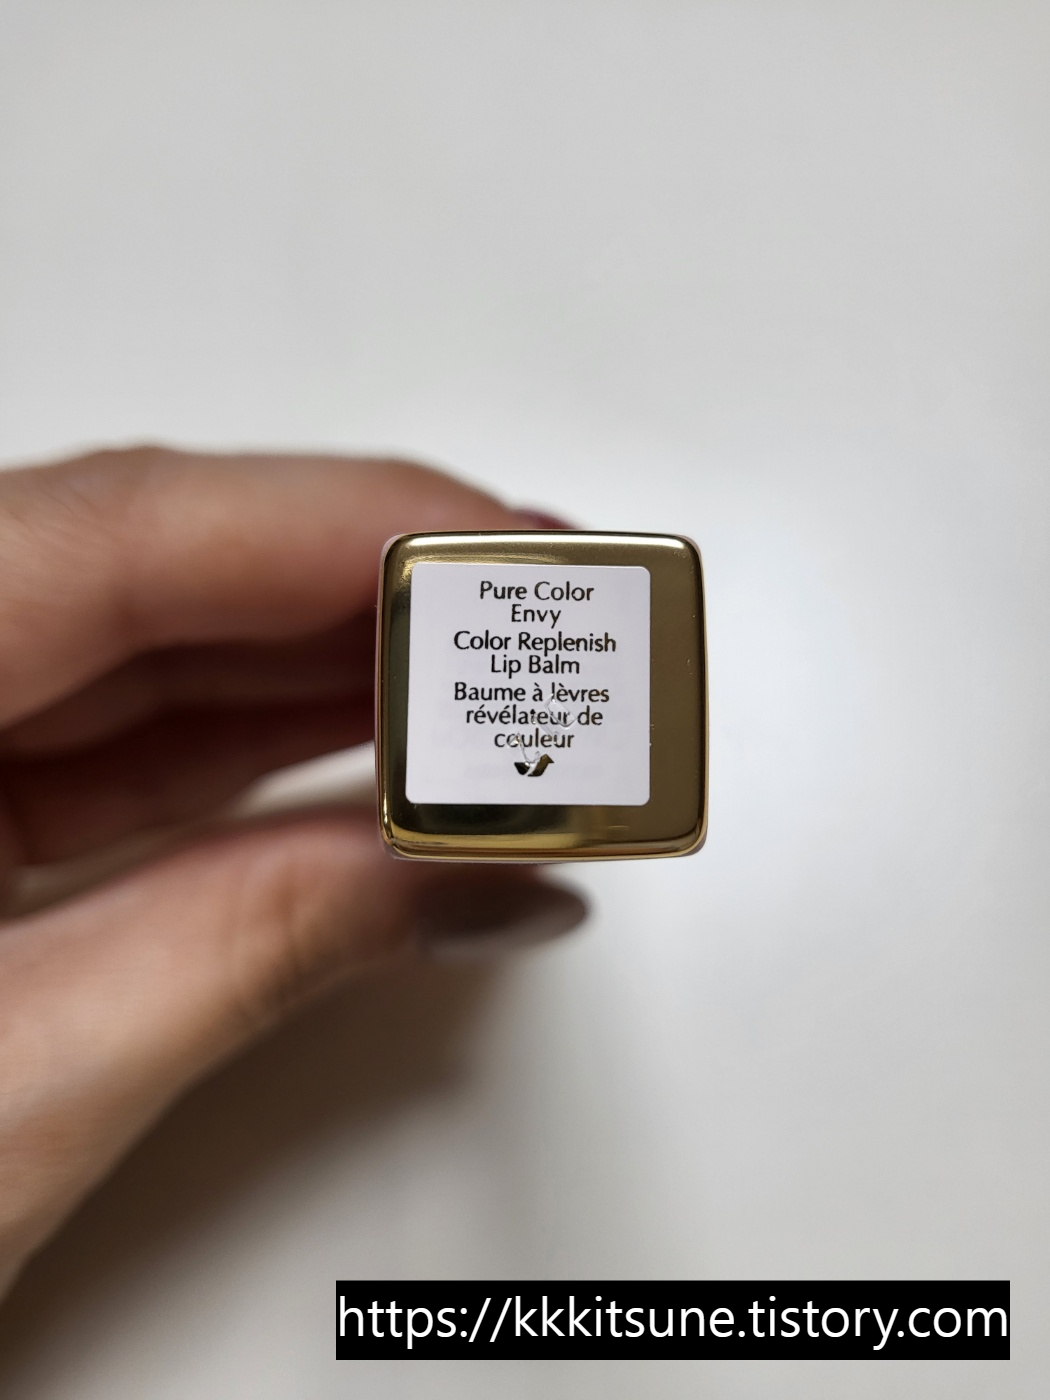 Pure Color
Envy
Color Replenish
Lip Balm
Baume à lèvres
révélateur de
couleur
https://kkkitsune.tistory.com